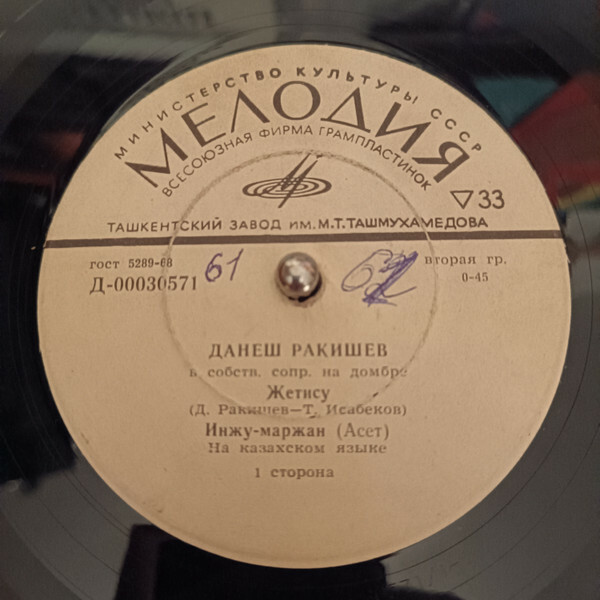 МИНИСТЕРСТВО КУЛЬТУРЫ СССР
МЕЛОДИЯ
ВСЕСОЮЗНАЯ ФИРМА ГРАМПЛАСТИНОК
33
ТАШКЕНТСКИЙ ЗАВОД ИМ. М.Т.ТАШМУХАМЕДОВА
гост 5289-68
вторая гр.
Д-00030571
61
0-45
ДАНЕШ РАКИШЕВ
в собств. сопр. на домбре
Жетису
(Д. Ракишев—Т. Исабеков)
Инжу-маржан (Асет)
На казахском языке
1 сторона